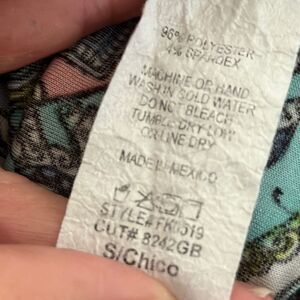 96% POLYESTER
4% SPANDEX
MACHINE OR HAND
WASH IN COLD WATER
DO NOT BLEACH
TUMBLE DRY LOW
OR LINE DRY
MADE IN MEXICO
STYLE# FK1319
CUT# 8242GB
S/Chico